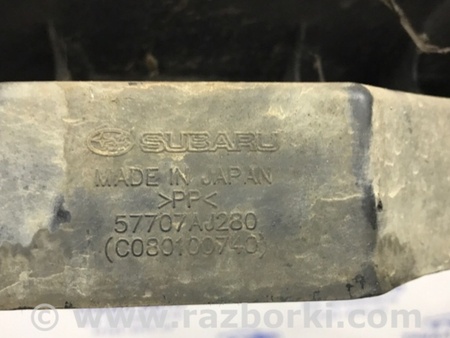 SUBARU
MADE IN JAPAN
>PP<
57707AJ280
(C080100740)
© www.razborki.com